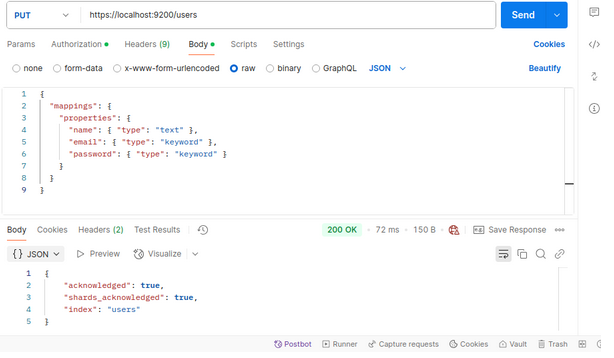 PUT https://localhost:9200/users Send
Params Authorization Headers (9) Body Scripts Settings Cookies
none form-data x-www-form-urlencoded raw binary GraphQL JSON Beautify
1 {
2 "mappings": {
3 "properties": {
4 "name": { "type": "text" },
5 "email": { "type": "keyword" },
6 "password": { "type": "keyword" }
7 }
8 }
9 }
Body Cookies Headers (2) Test Results 200 OK • 72 ms • 150 B Save Response
{} JSON Preview Visualize
1 {
2 "acknowledged": true,
3 "shards_acknowledged": true,
4 "index": "users"
5 }
Postbot Runner Capture requests Cookies Vault Trash